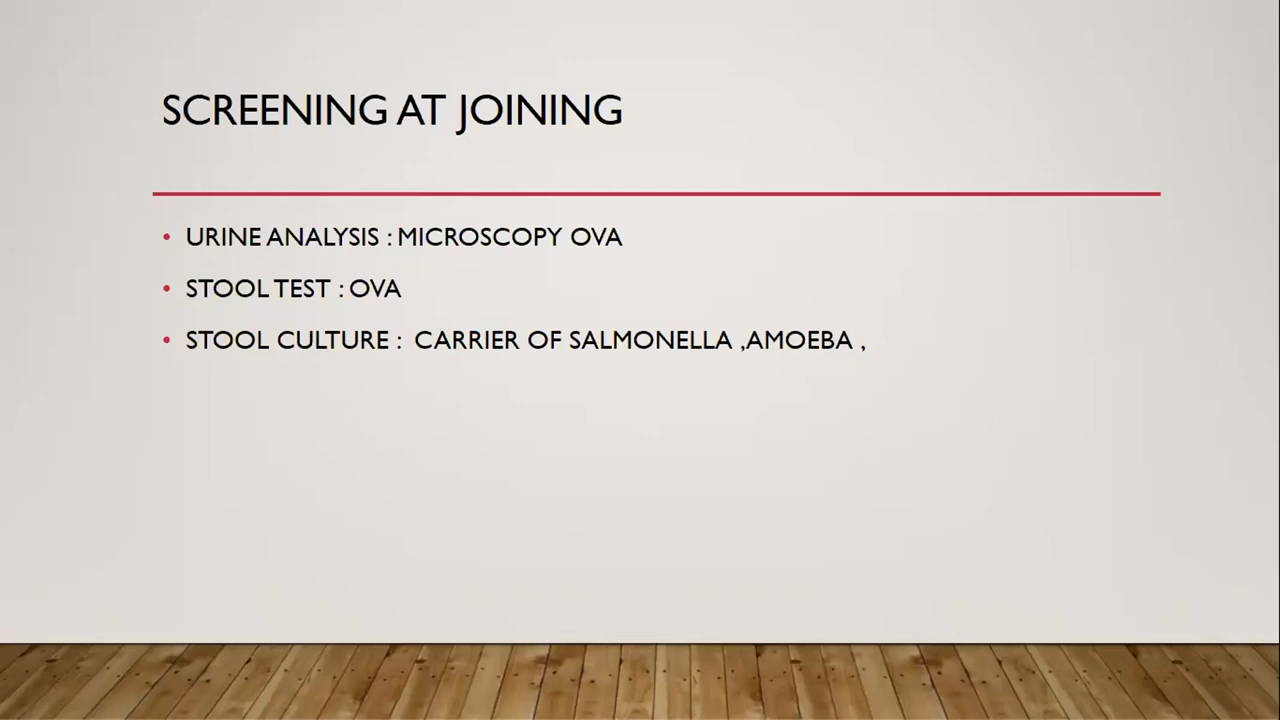 SCREENING AT JOINING
• URINE ANALYSIS : MICROSCOPY OVA
• STOOL TEST : OVA
• STOOL CULTURE : CARRIER OF SALMONELLA ,AMOEBA ,